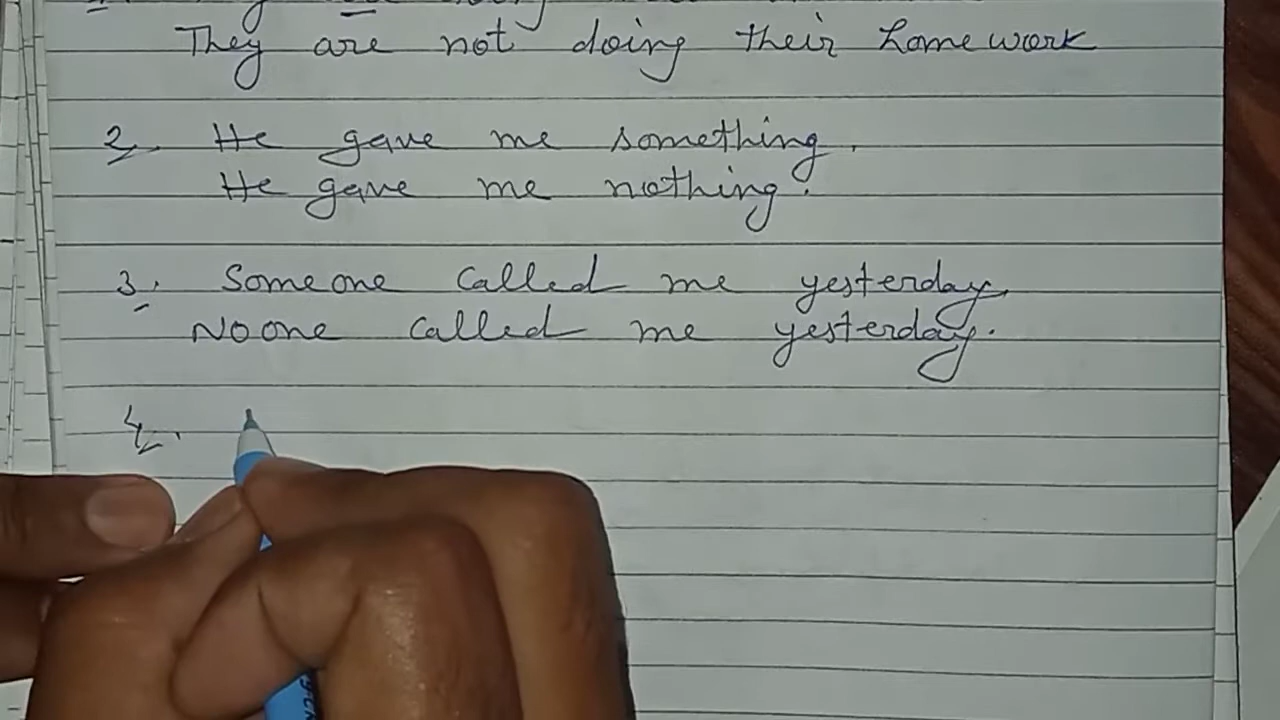 They are not doing their homework
2. He gave me something.
He gave me nothing.
3. Someone called me yesterday.
No one called me yesterday.
4.